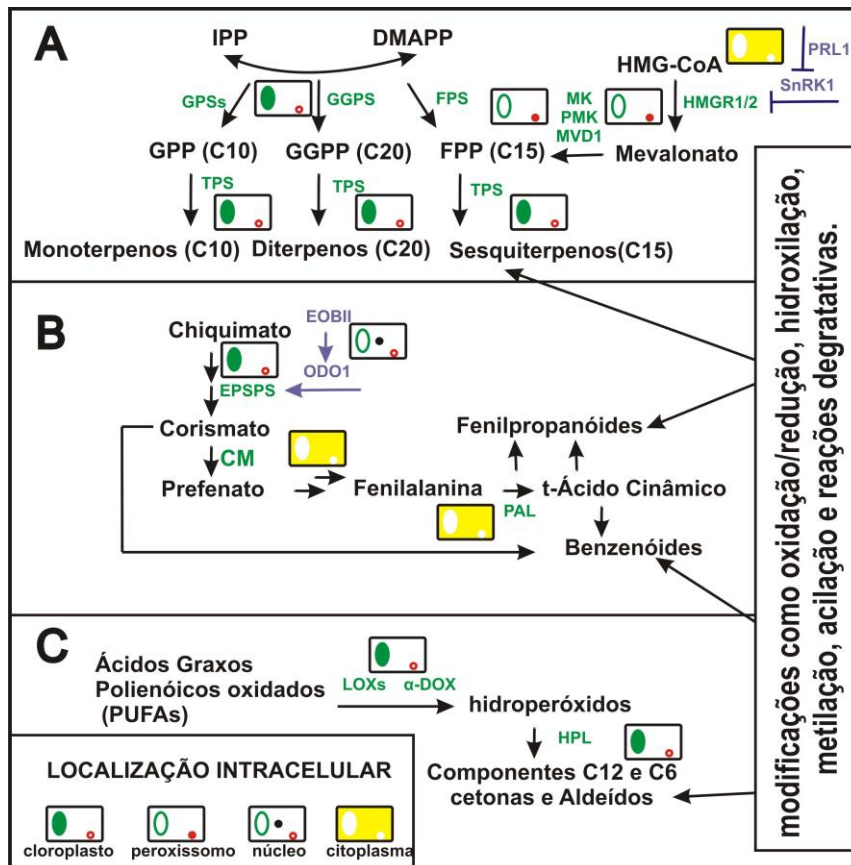 A
IPP
DMAPP
HMG-CoA
PRL1
SnRK1
GPSs
GGPS
FPS
MK
PMK
MVD1
HMGR1/2
GPP (C10)
GGPP (C20)
FPP (C15)
Mevalonato
TPS
TPS
TPS
Monoterpenos (C10)
Diterpenos (C20)
Sesquiterpenos(C15)
modificações como oxidação/redução, hidroxilação,
metilação, acilação e reações degratativas.
B
Chiquimato
EOBII
ODO1
EPSPS
Corismato
CM
Prefenato
Fenilalanina
PAL
t-Ácido Cinâmico
Fenilpropanóides
Benzenóides
C
Ácidos Graxos
Polienóicos oxidados
(PUFAs)
LOXs
α-DOX
hidroperóxidos
HPL
Componentes C12 e C6
cetonas e Aldeídos
LOCALIZAÇÃO INTRACELULAR
cloroplasto
peroxissomo
núcleo
citoplasma